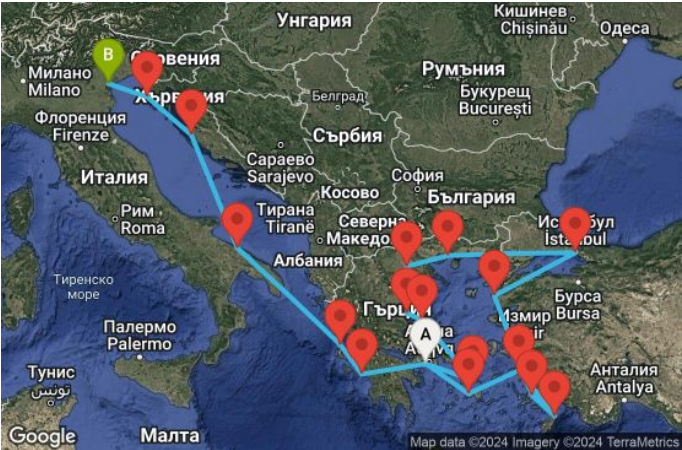 Унгария
Кишинев
Chișinău
Одеса
B
Словения
Милано
Milano
Румъния
Хърватия
Белград
Букурещ
București
Флоренция
Firenze
Сърбия
Сараево
Sarajevo
София
Италия
Косово
България
Рим
Roma
Тирана
Tiranë
Северна
Македо
Истанбул
İstanbul
Албания
Тиренско
море
Бурса
Bursa
Гърция
Измир
ir
A
Палермо
Palermo
Тунис
تونس
Анталия
Antalya
Google
Малта
Map data ©2024 Imagery ©2024 TerraMetrics